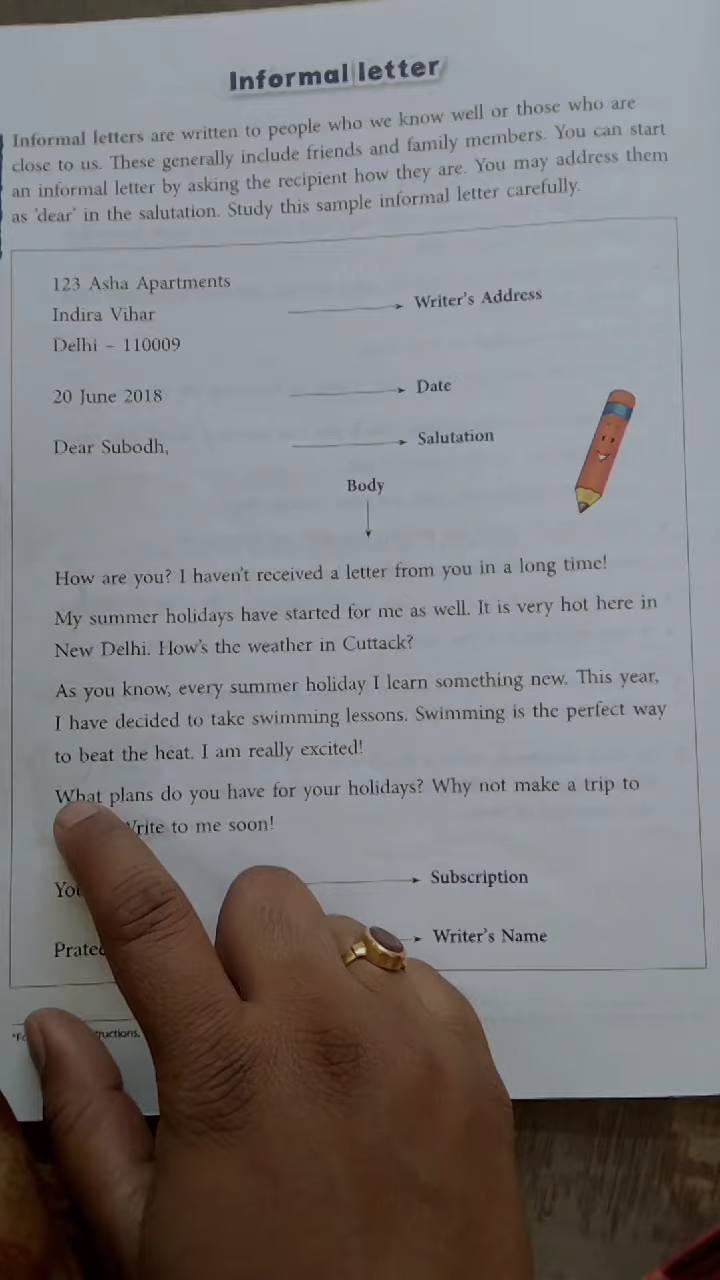 Informal letter
Informal letters are written to people who we know well or those who are
close to us. These generally include friends and family members. You can start
an informal letter by asking the recipient how they are. You may address them
as 'dear' in the salutation. Study this sample informal letter carefully.
123 Asha Apartments
Indira Vihar
Writer's Address
Delhi – 110009
20 June 2018
Date
Dear Subodh,
Salutation
Body
How are you? I haven't received a letter from you in a long time!
My summer holidays have started for me as well. It is very hot here in
New Delhi. How's the weather in Cuttack?
As you know, every summer holiday I learn something new. This year,
I have decided to take swimming lessons. Swimming is the perfect way
to beat the heat. I am really excited!
What plans do you have for your holidays? Why not make a trip to
Write to me soon!
Subscription
Writer's Name